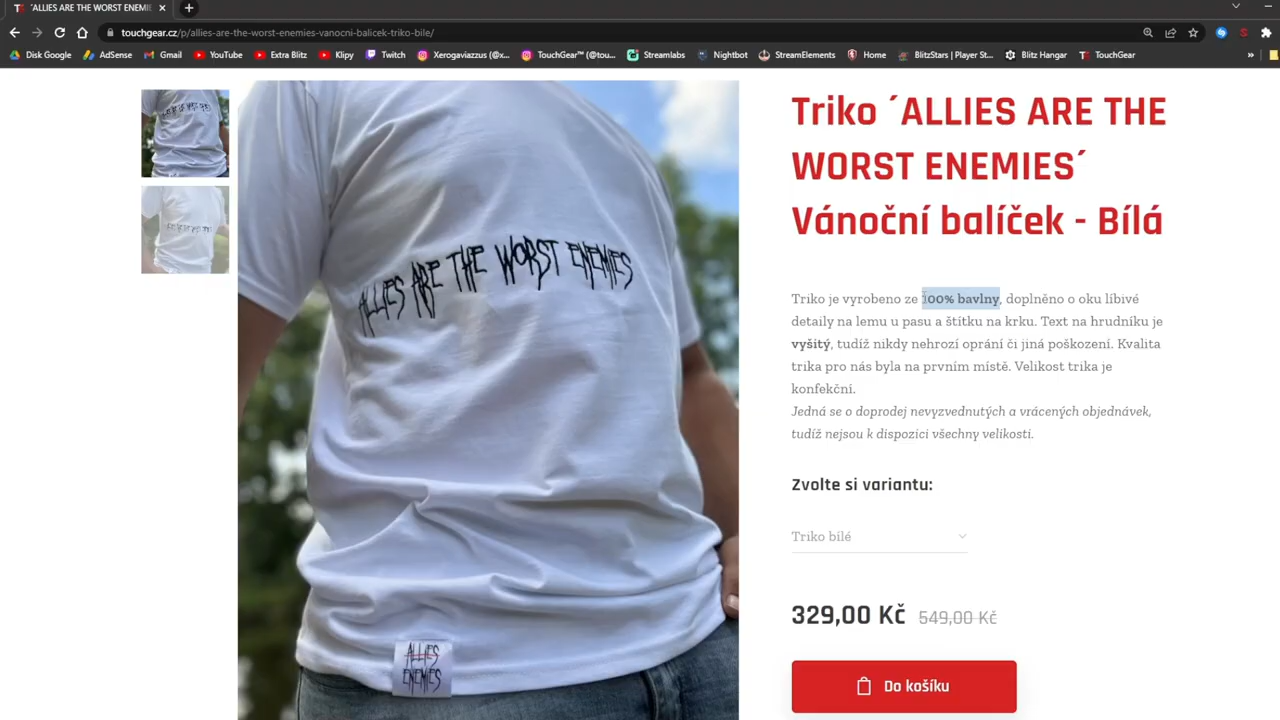 ´ALLIES ARE THE WORST ENEMIE
touchgear.cz/p/allies-are-the-worst-enemies-vanocni-balicek-triko-bile/
Disk Google
AdSense
Gmail
YouTube
Extra Blitz
Klipy
Twitch
Xerogaviazzus (@x...
TouchGear™ (@tou...
Streamlabs
Nightbot
StreamElements
Home
BlitzStars | Player St...
Blitz Hangar
TouchGear
»
Triko ´ALLIES ARE THE
WORST ENEMIES´
Vánoční balíček - Bílá
ALLIES ARE THE WORST ENEMIES
Triko je vyrobeno ze 100% bavlny, doplněno o oku líbivé
detaily na lemu u pasu a štítku na krku. Text na hrudníku je
vyšitý, tudíž nikdy nehrozí oprání či jiná poškození. Kvalita
trika pro nás byla na prvním místě. Velikost trika je
konfekční.
Jedná se o doprodej nevyzvednutých a vrácených objednávek,
tudíž nejsou k dispozici všechny velikosti.
Zvolte si variantu:
Triko bílé
329,00 Kč 549,00 Kč
Do košíku
ALLIES
ENEMIES